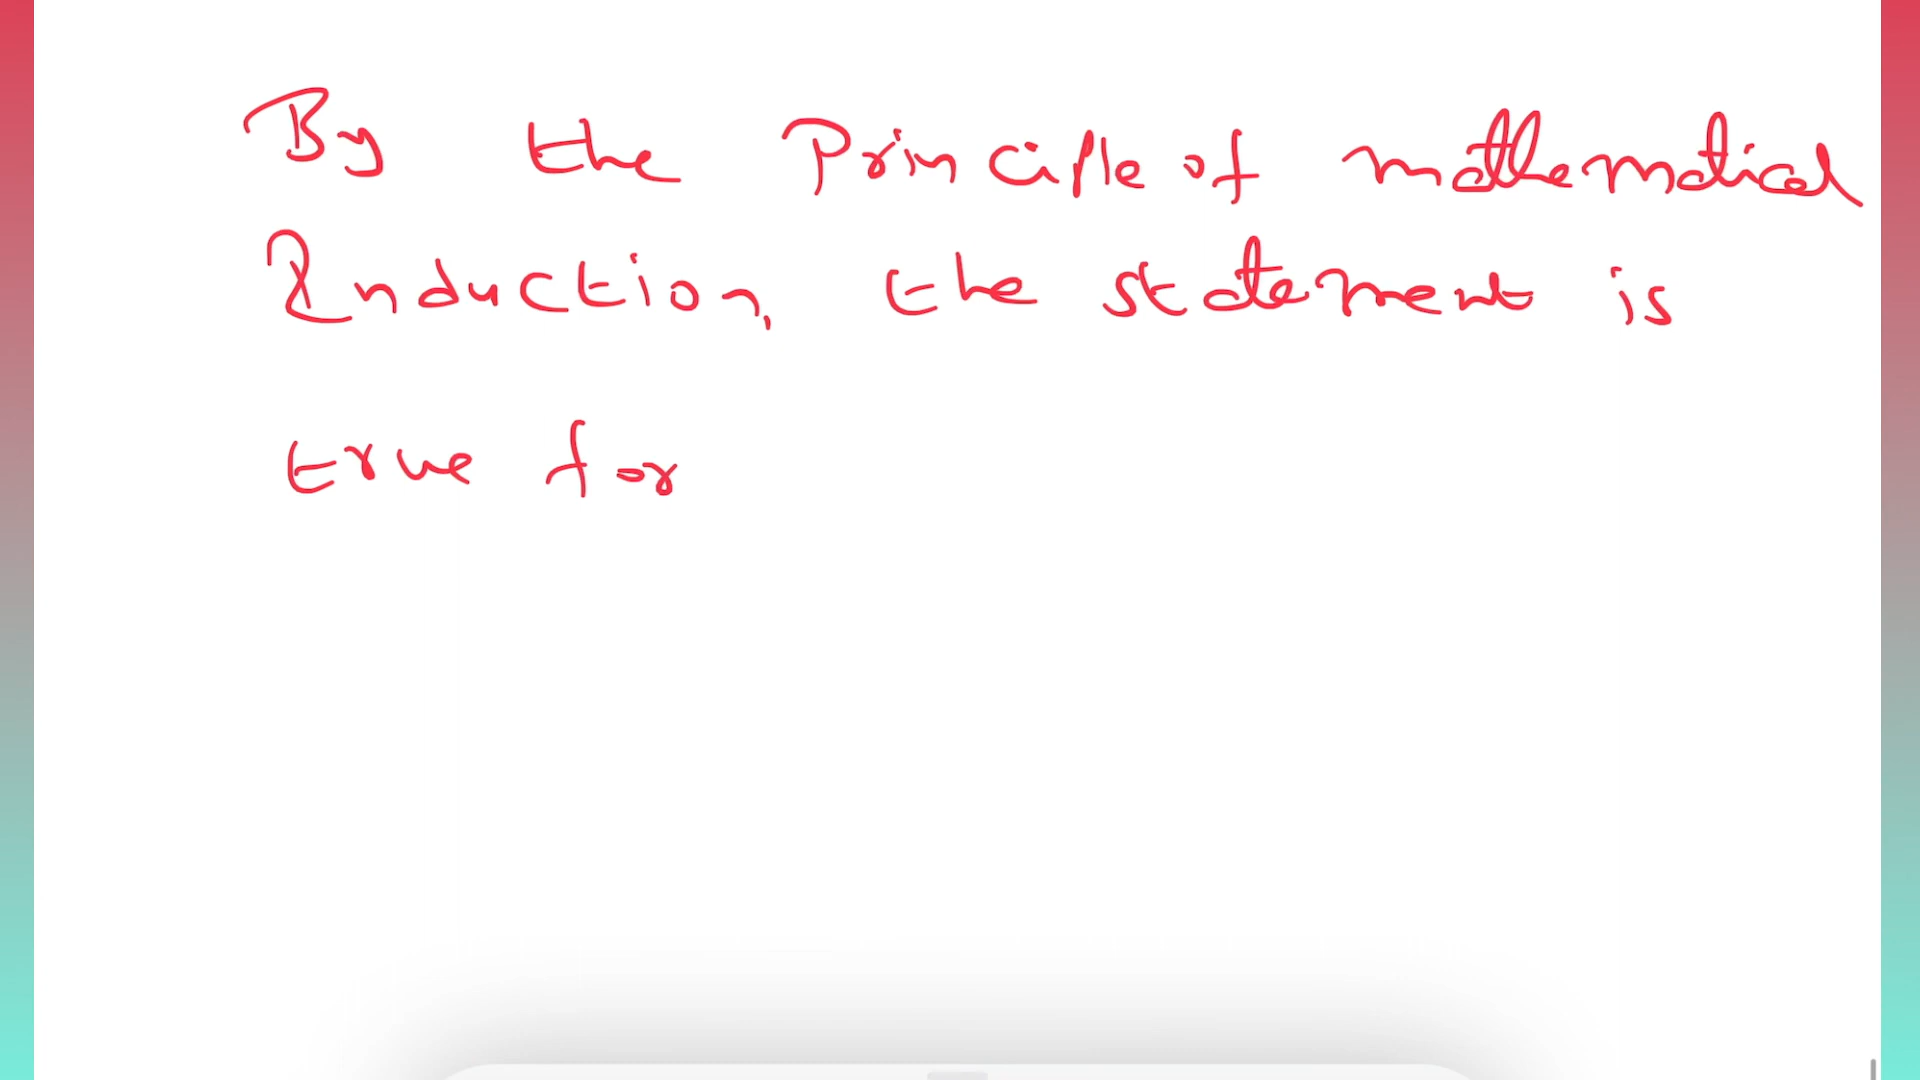 By the Principle of mathematical
Induction, the statement is
true for